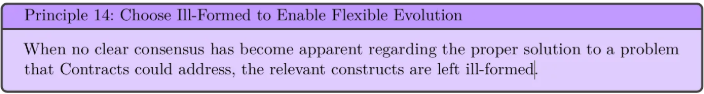 Principle 14: Choose Ill-Formed to Enable Flexible Evolution
When no clear consensus has become apparent regarding the proper solution to a problem
that Contracts could address, the relevant constructs are left ill-formed.